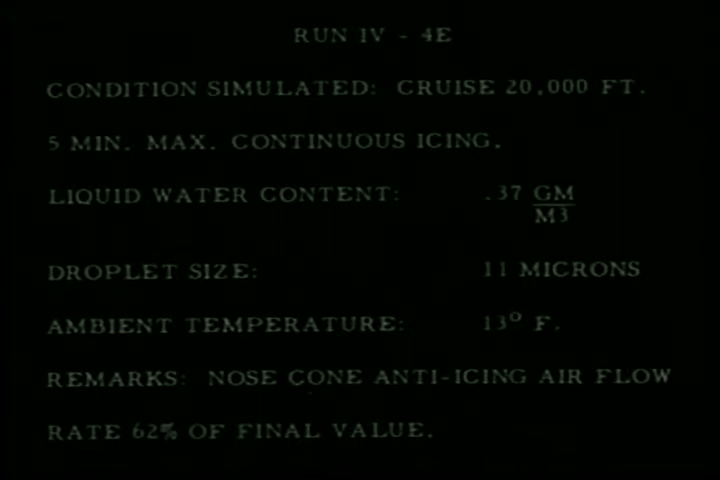 RUN IV - 4E
CONDITION SIMULATED: CRUISE 20,000 FT.
5 MIN. MAX. CONTINUOUS ICING.
LIQUID WATER CONTENT: .37 GM
M3
DROPLET SIZE: 11 MICRONS
AMBIENT TEMPERATURE: 13° F.
REMARKS: NOSE CONE ANTI-ICING AIR FLOW
RATE 62% OF FINAL VALUE.